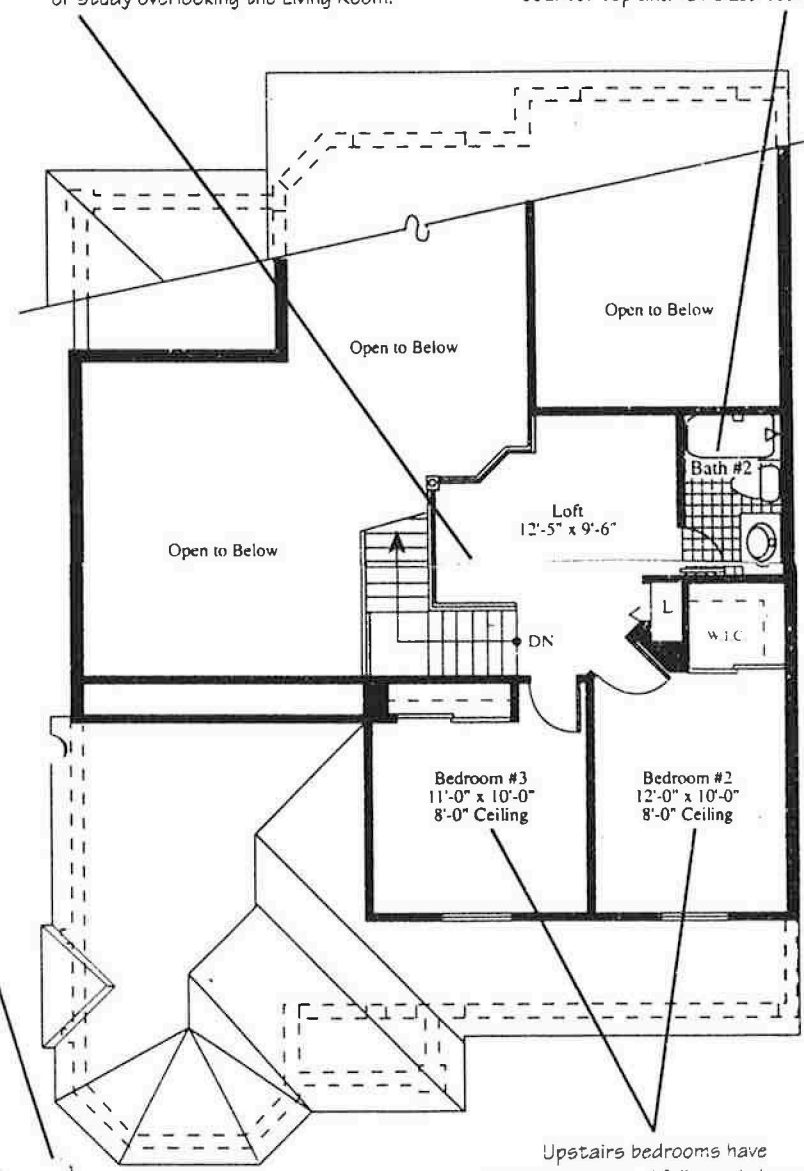 or study overlooking the Living Room.
Open to Below
Open to Below
Bath #2
Loft
12'-5" x 9'-6"
Open to Below
L
W.I.C.
DN
Bedroom #3
11'-0" x 10'-0"
8'-0" Ceiling
Bedroom #2
12'-0" x 10'-0"
8'-0" Ceiling
Upstairs bedrooms have